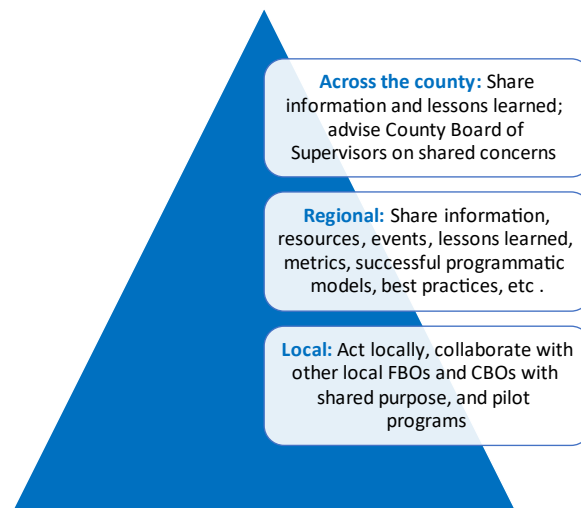 Across the county: Share
information and lessons learned;
advise County Board of
Supervisors on shared concerns
Regional: Share information,
resources, events, lessons learned,
metrics, successful programmatic
models, best practices, etc .
Local: Act locally, collaborate with
other local FBOs and CBOs with
shared purpose, and pilot
programs